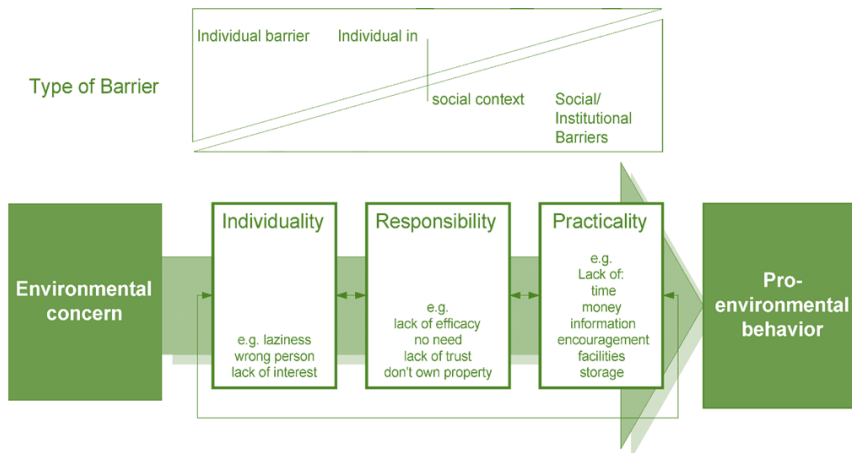 Individual barrier
Individual in
Type of Barrier
social context
Social/
Institutional
Barriers
Environmental
concern
Individuality
e.g. laziness
wrong person
lack of interest
Responsibility
e.g.
lack of efficacy
no need
lack of trust
don't own property
Practicality
e.g.
Lack of:
time
money
information
encouragement
facilities
storage
Pro-
environmental
behavior